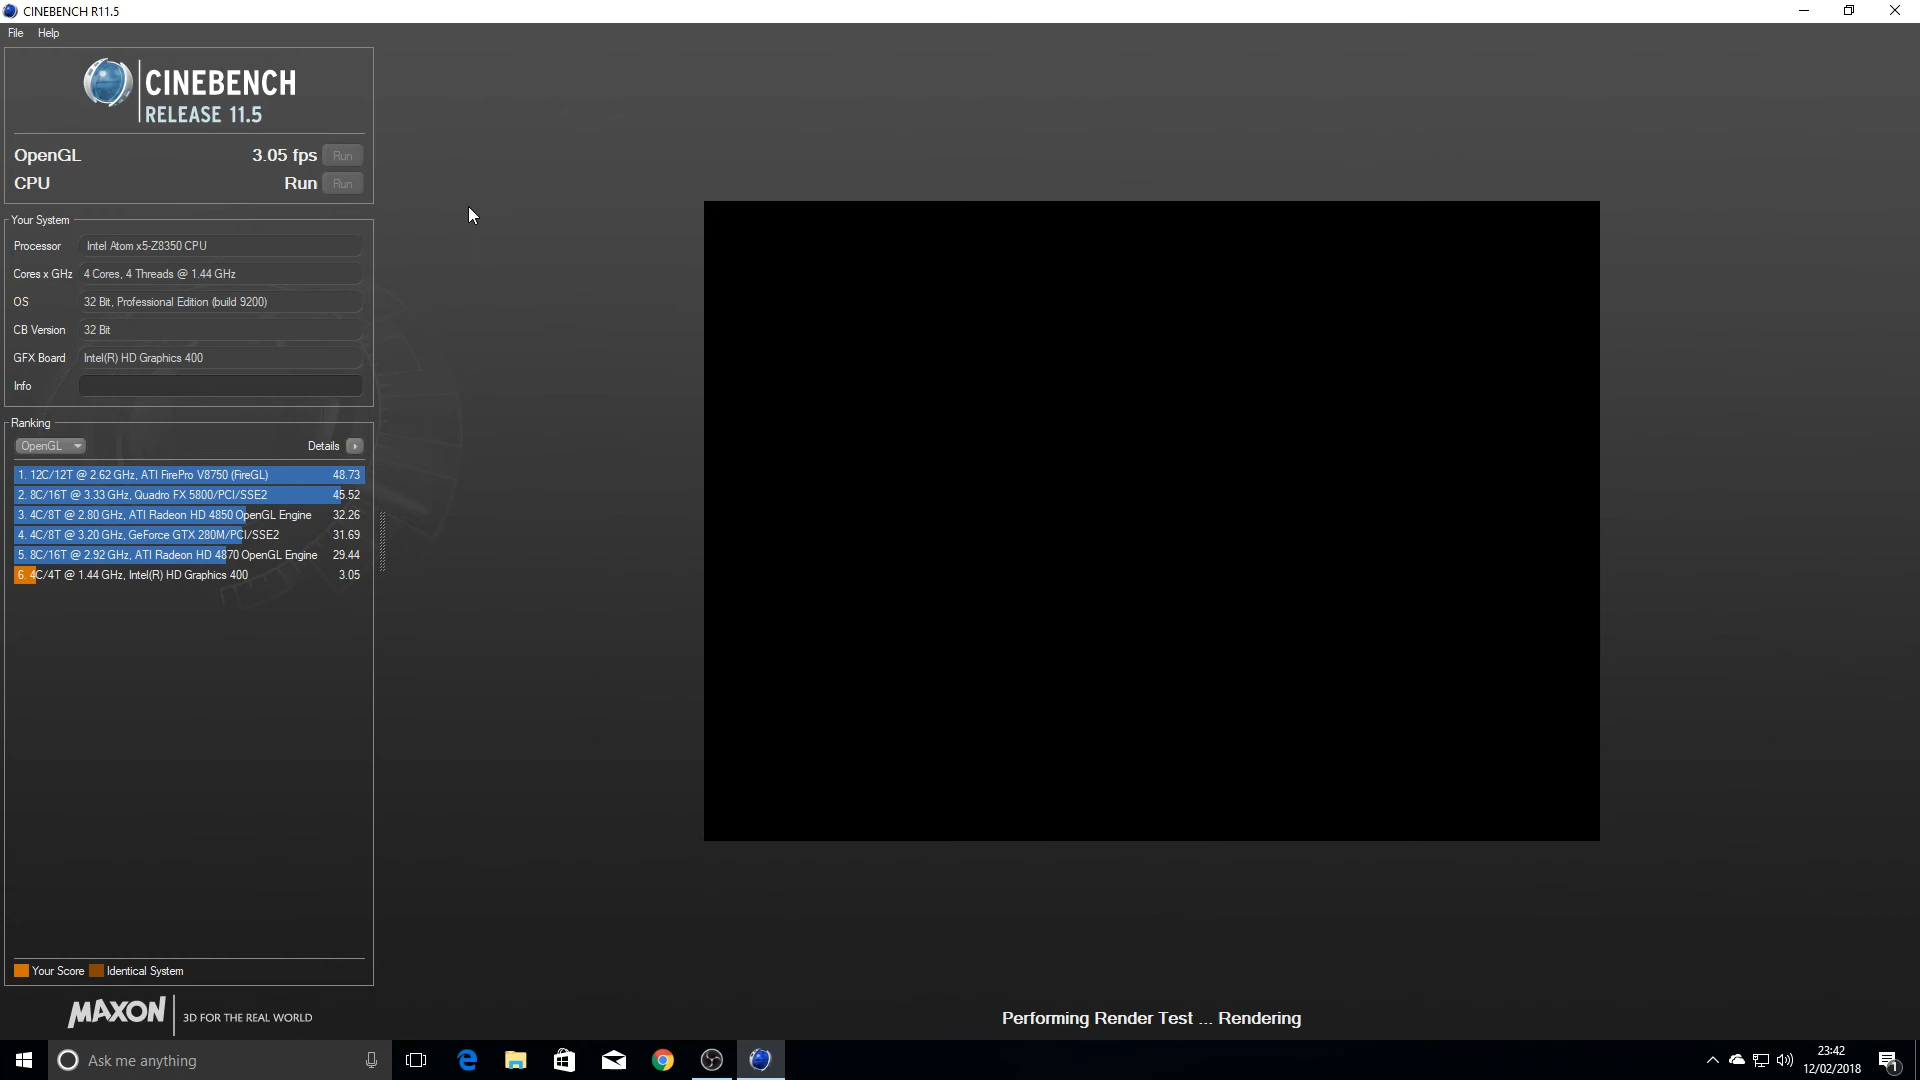 CINEBENCH R11.5
File Help
CINEBENCH
RELEASE 11.5
OpenGL 3.05 fps Run
CPU Run Run
Your System
Processor Intel Atom x5-Z8350 CPU
Cores x GHz 4 Cores, 4 Threads @ 1.44 GHz
OS 32 Bit, Professional Edition (build 9200)
CB Version 32 Bit
GFX Board Intel(R) HD Graphics 400
Info
Ranking
OpenGL Details
1. 12C/12T @ 2.62 GHz, ATI FirePro V8750 (FireGL) 48.73
2. 8C/16T @ 3.33 GHz, Quadro FX 5800/PCI/SSE2 45.52
3. 4C/8T @ 2.80 GHz, ATI Radeon HD 4850 OpenGL Engine 32.26
4. 4C/8T @ 3.20 GHz, GeForce GTX 280M/PCI/SSE2 31.69
5. 8C/16T @ 2.92 GHz, ATI Radeon HD 4870 OpenGL Engine 29.44
6. 4C/4T @ 1.44 GHz, Intel(R) HD Graphics 400 3.05
Your Score Identical System
MAXON 3D FOR THE REAL WORLD
Performing Render Test ... Rendering
Ask me anything
23:42
12/02/2018
1